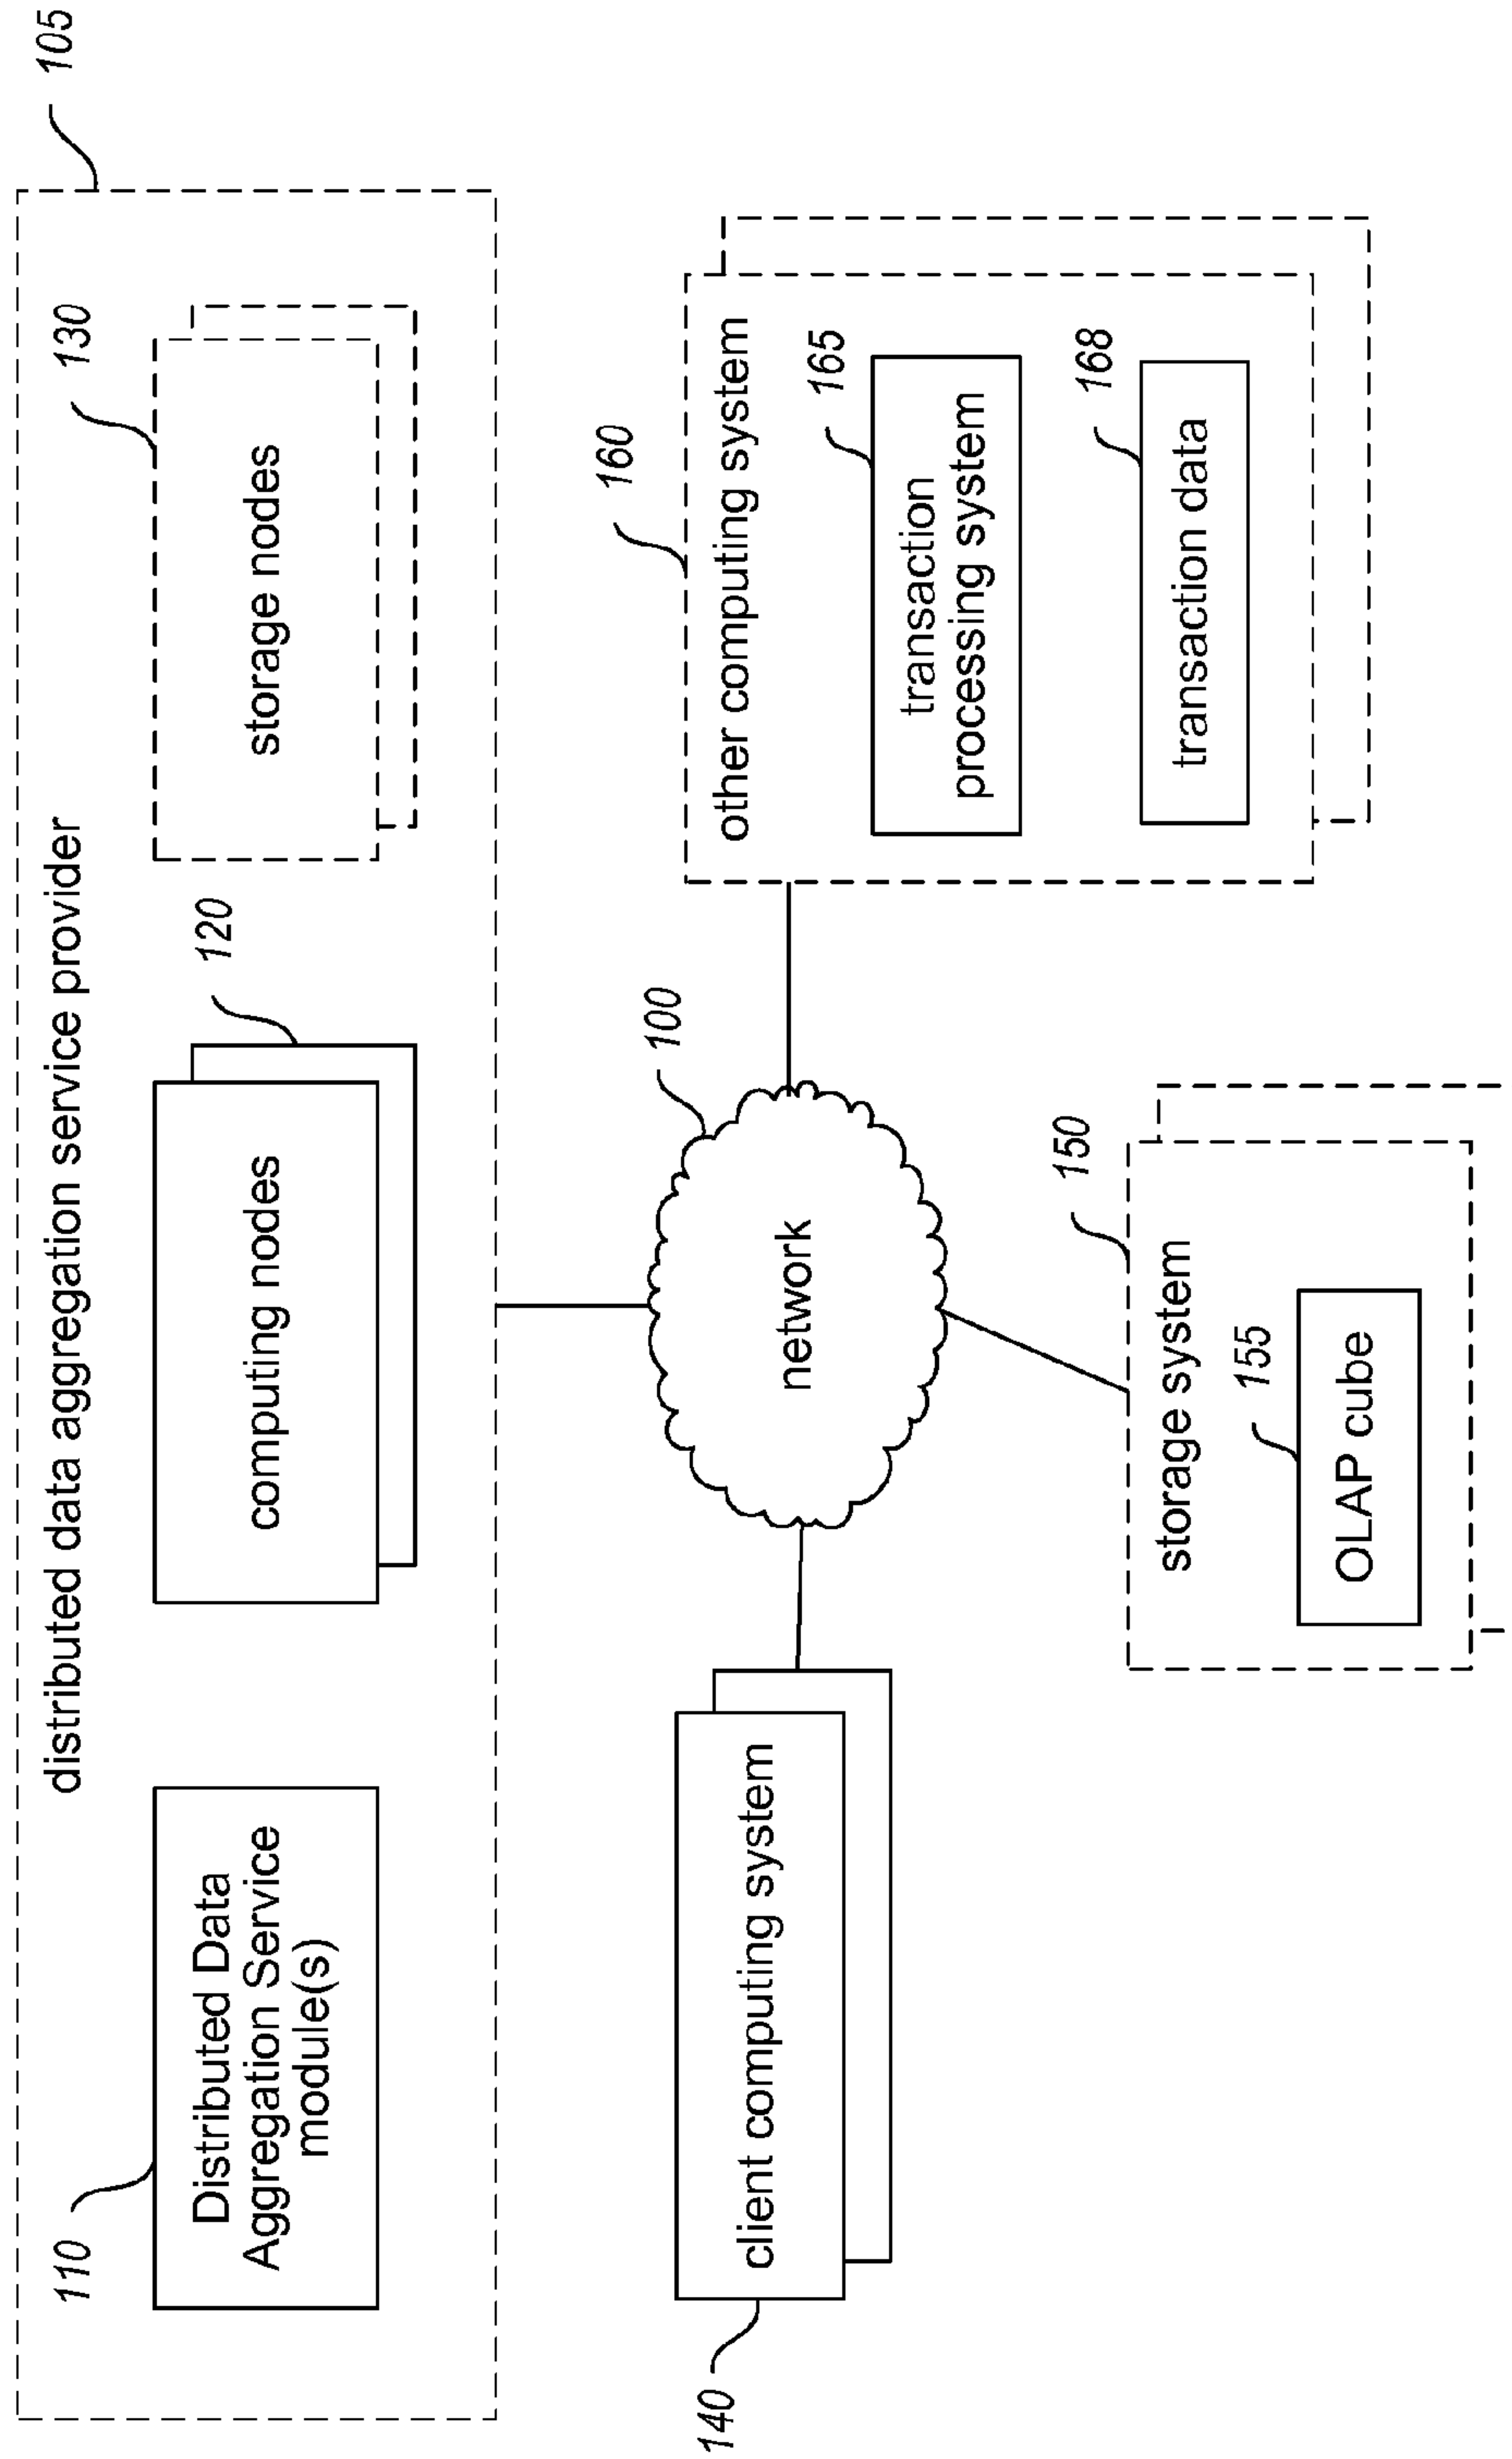 105
distributed data aggregation service provider
110
Distributed Data
Aggregation Service
module(s)
120
computing nodes
130
storage nodes
100
network
140
client computing system
150
storage system
155
OLAP cube
160
other computing system
165
transaction
processing system
168
transaction data